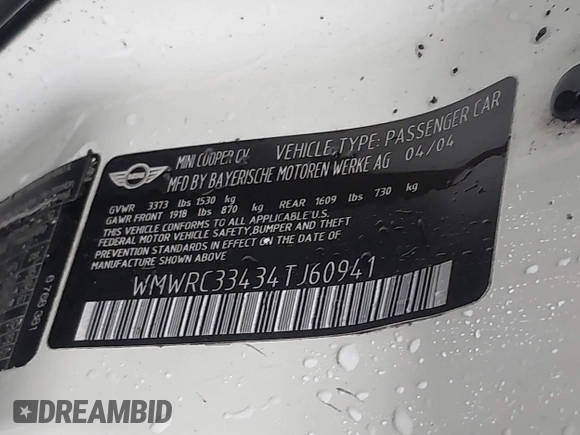 MINI COOPER CV VEHICLE TYPE: PASSENGER CAR
MFD BY BAYERISCHE MOTOREN WERKE AG 04/04
GVWR 3373 lbs 1530 kg
GAWR FRONT 1918 lbs 870 kg REAR 1609 lbs 730 kg
THIS VEHICLE CONFORMS TO ALL APPLICABLE U.S.
FEDERAL MOTOR VEHICLE SAFETY,BUMPER AND THEFT
PREVENTION STANDARDS IN EFFECT ON THE DATE OF
MANUFACTURE SHOWN ABOVE
WMWRC33434TJ60941
DREAMBID